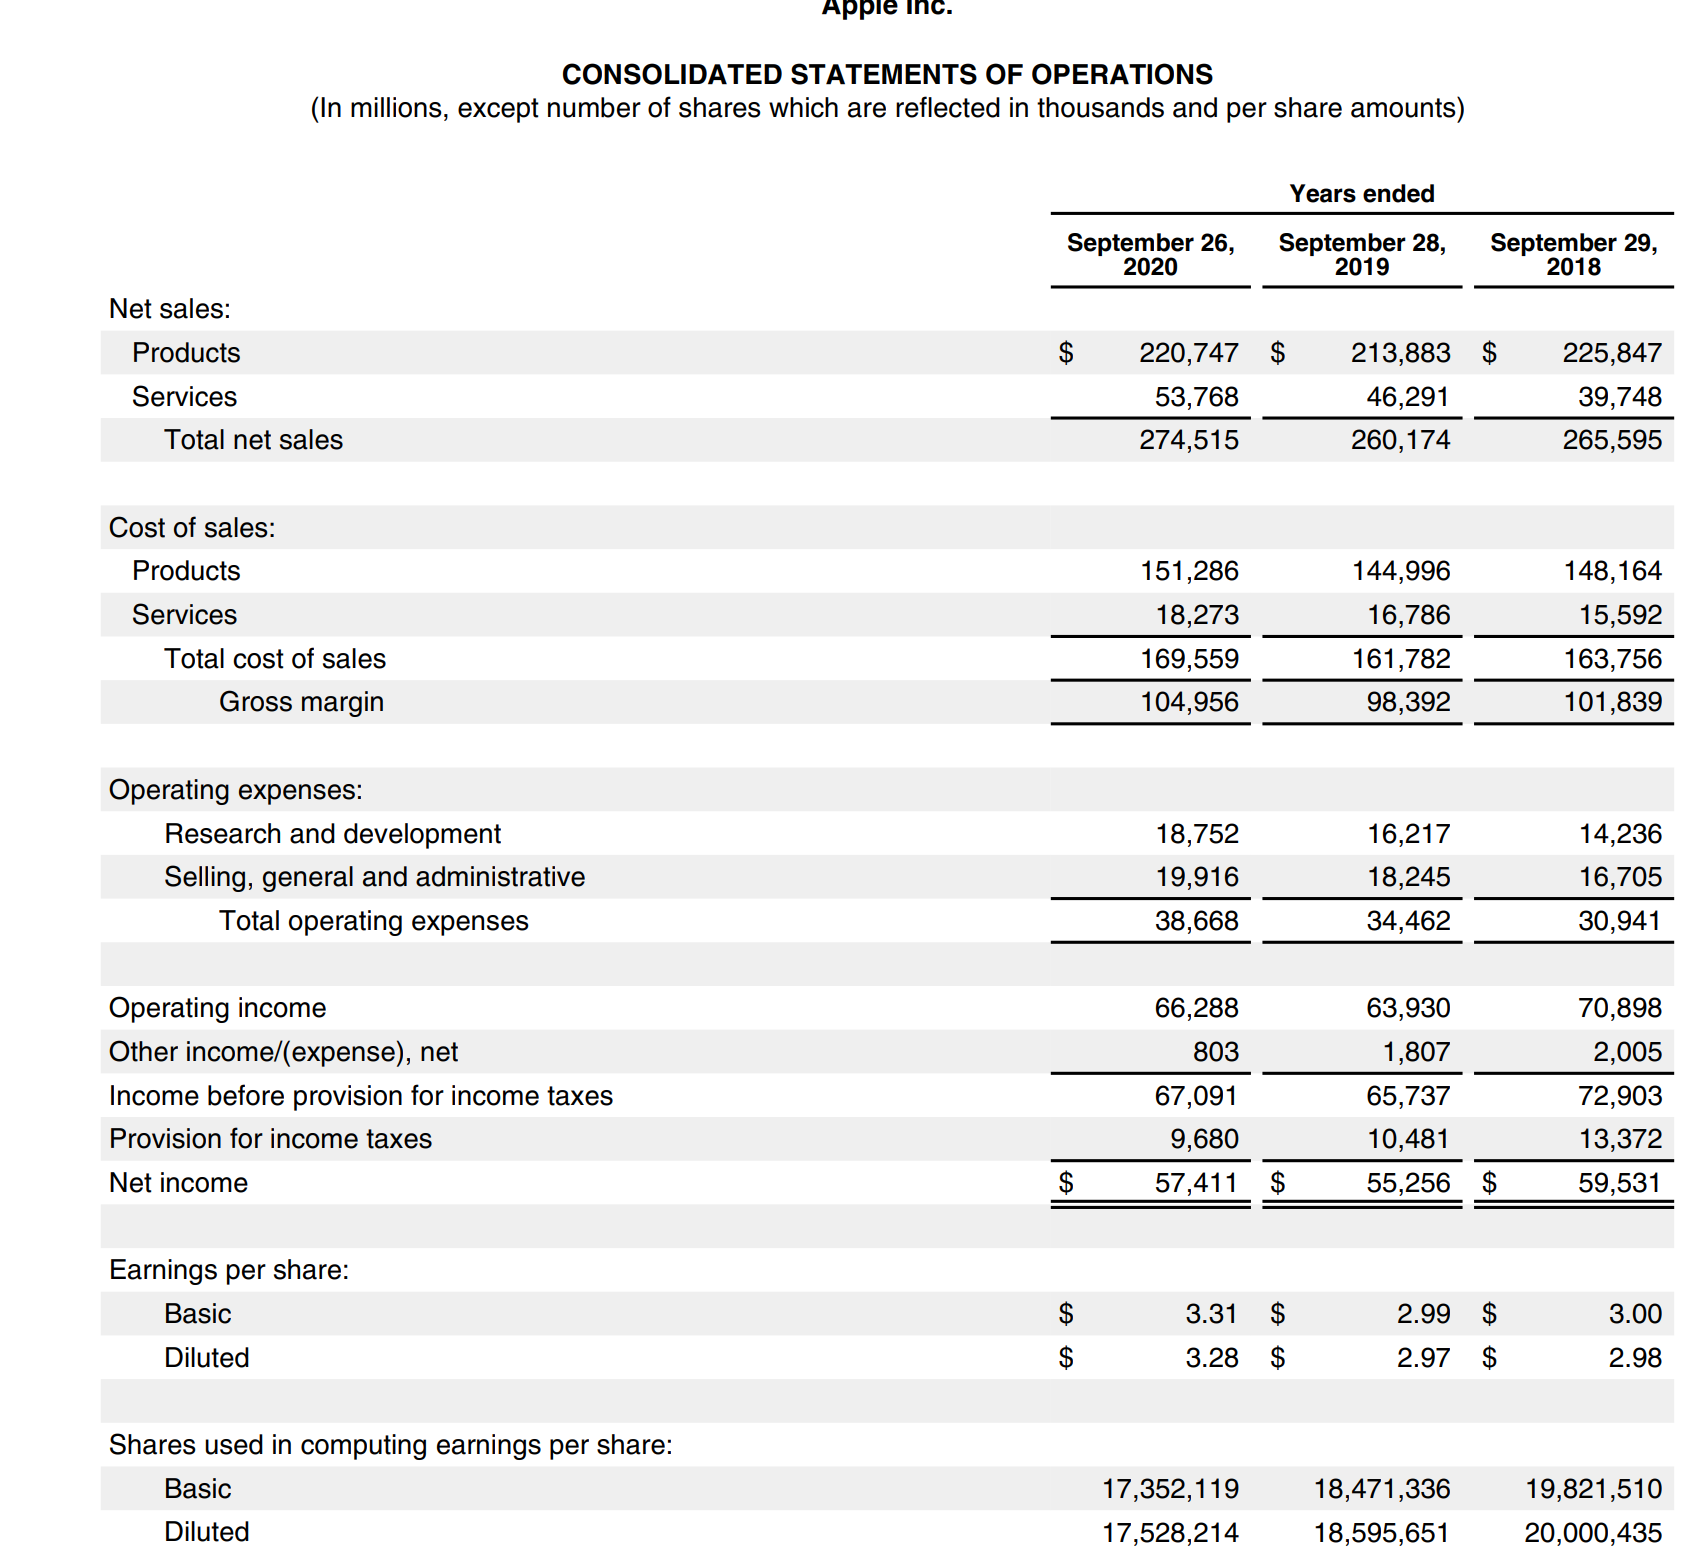 Apple Inc.
CONSOLIDATED STATEMENTS OF OPERATIONS
(In millions, except number of shares which are reflected in thousands and per share amounts)
Years ended
September 26, 2020 September 28, 2019 September 29, 2018
Net sales:
Products $ 220,747 $ 213,883 $ 225,847
Services 53,768 46,291 39,748
Total net sales 274,515 260,174 265,595
Cost of sales:
Products 151,286 144,996 148,164
Services 18,273 16,786 15,592
Total cost of sales 169,559 161,782 163,756
Gross margin 104,956 98,392 101,839
Operating expenses:
Research and development 18,752 16,217 14,236
Selling, general and administrative 19,916 18,245 16,705
Total operating expenses 38,668 34,462 30,941
Operating income 66,288 63,930 70,898
Other income/(expense), net 803 1,807 2,005
Income before provision for income taxes 67,091 65,737 72,903
Provision for income taxes 9,680 10,481 13,372
Net income $ 57,411 $ 55,256 $ 59,531
Earnings per share:
Basic $ 3.31 $ 2.99 $ 3.00
Diluted $ 3.28 $ 2.97 $ 2.98
Shares used in computing earnings per share:
Basic 17,352,119 18,471,336 19,821,510
Diluted 17,528,214 18,595,651 20,000,435